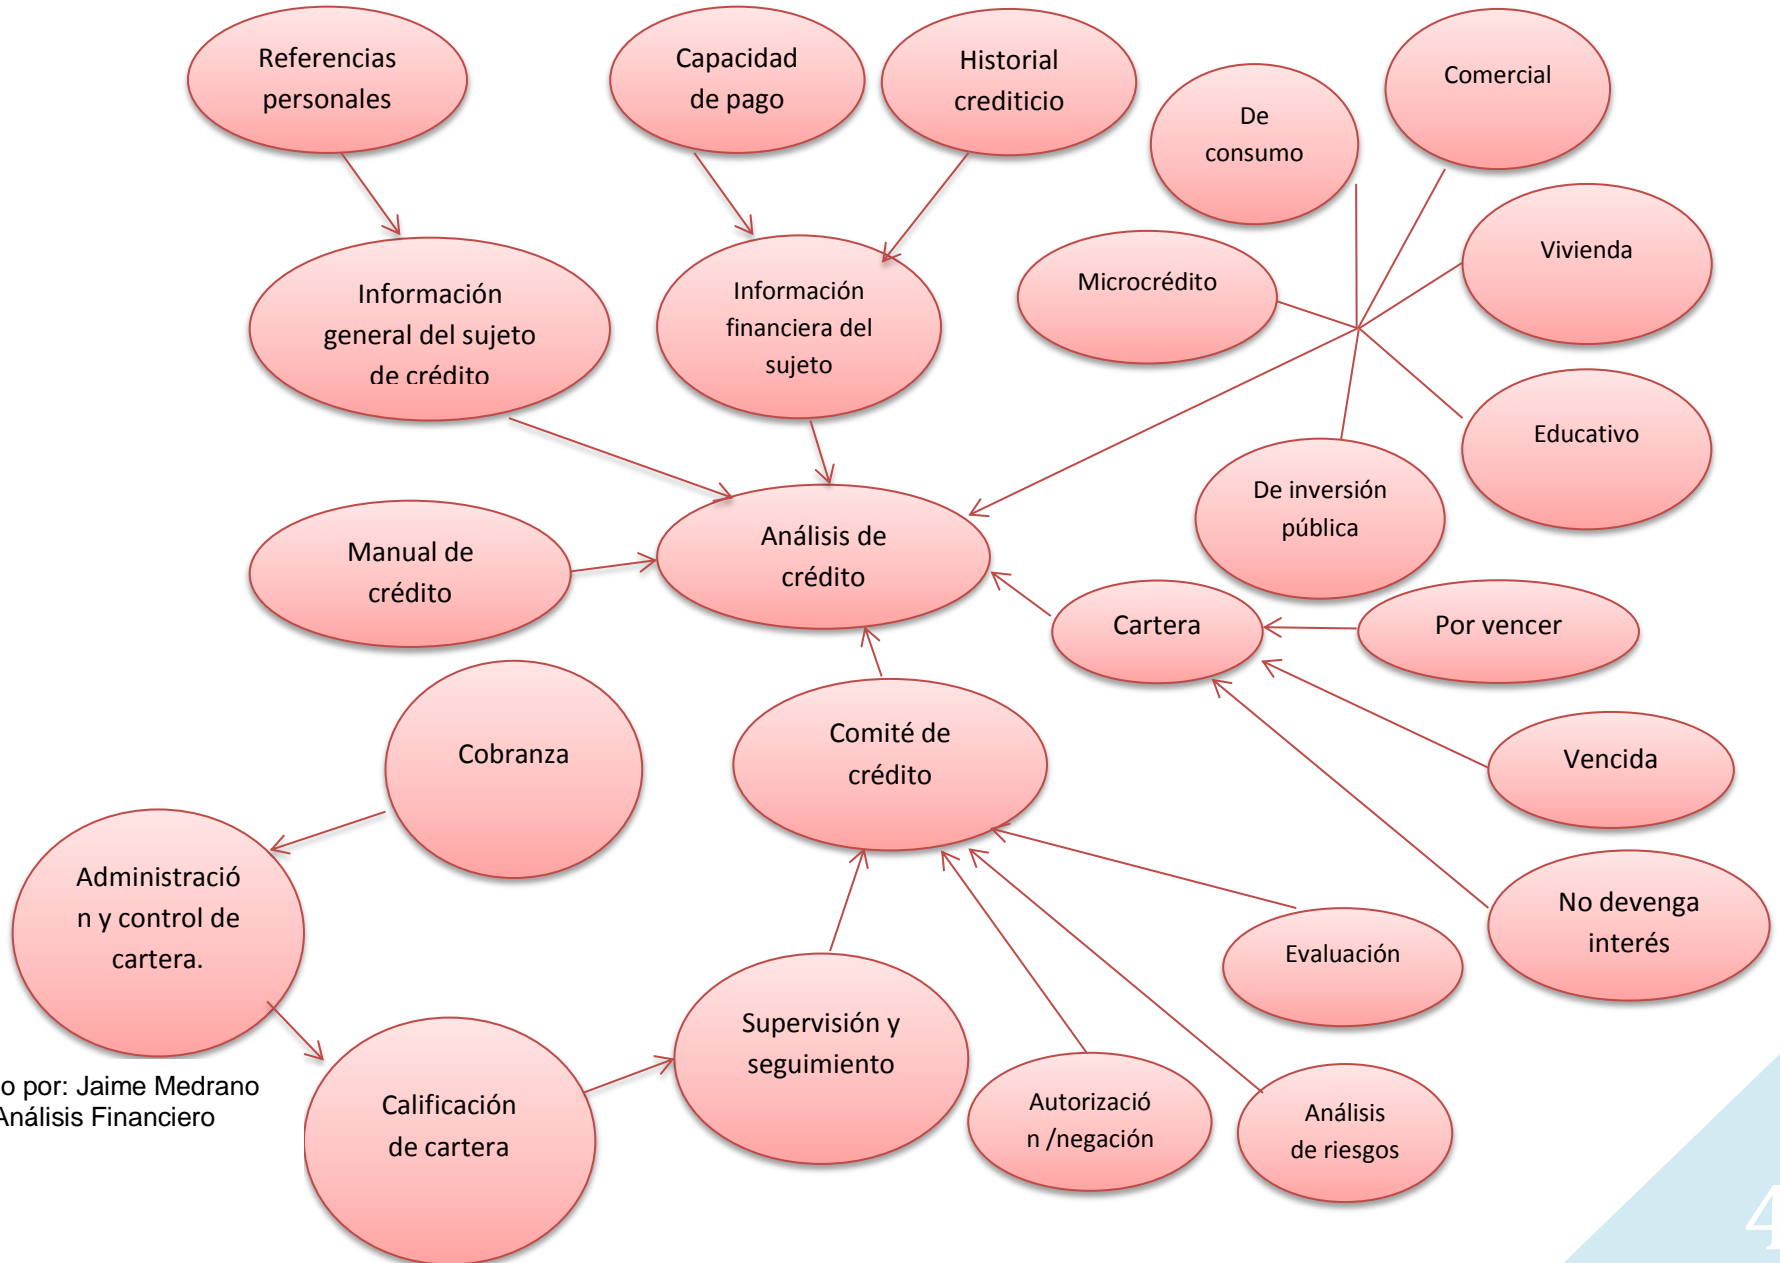 Referencias
personales
Capacidad
de pago
Historial
crediticio
De
consumo
Comercial
Microcrédito
Vivienda
Información
general del sujeto
de crédito
Información
financiera del
sujeto
Educativo
De inversión
pública
Manual de
crédito
Análisis de
crédito
Cartera
Por vencer
Cobranza
Comité de
crédito
Vencida
Administració
n y control de
cartera.
No devenga
interés
Evaluación
Supervisión y
seguimiento
Calificación
de cartera
Autorizació
n /negación
Análisis
de riesgos
o por: Jaime Medrano
Análisis Financiero
4